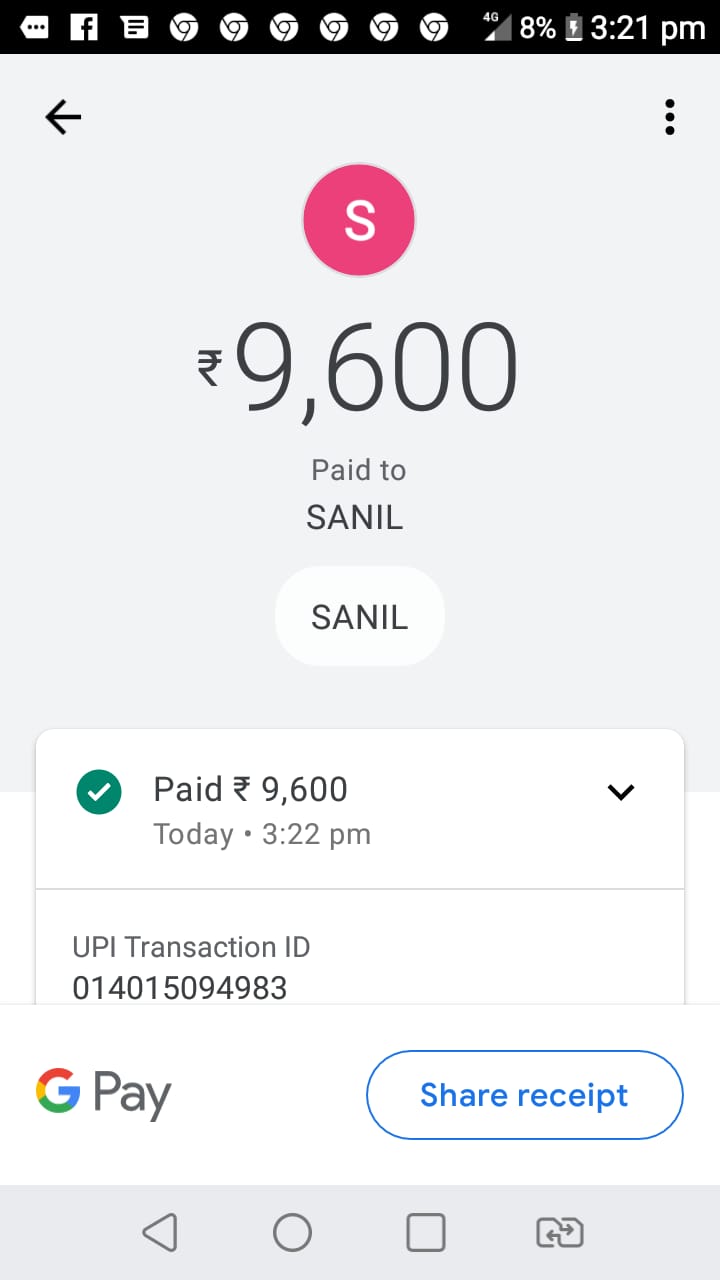 4G 8% 3:21 pm
S
₹9,600
Paid to
SANIL
SANIL
Paid ₹ 9,600
Today • 3:22 pm
UPI Transaction ID
014015094983
G Pay
Share receipt